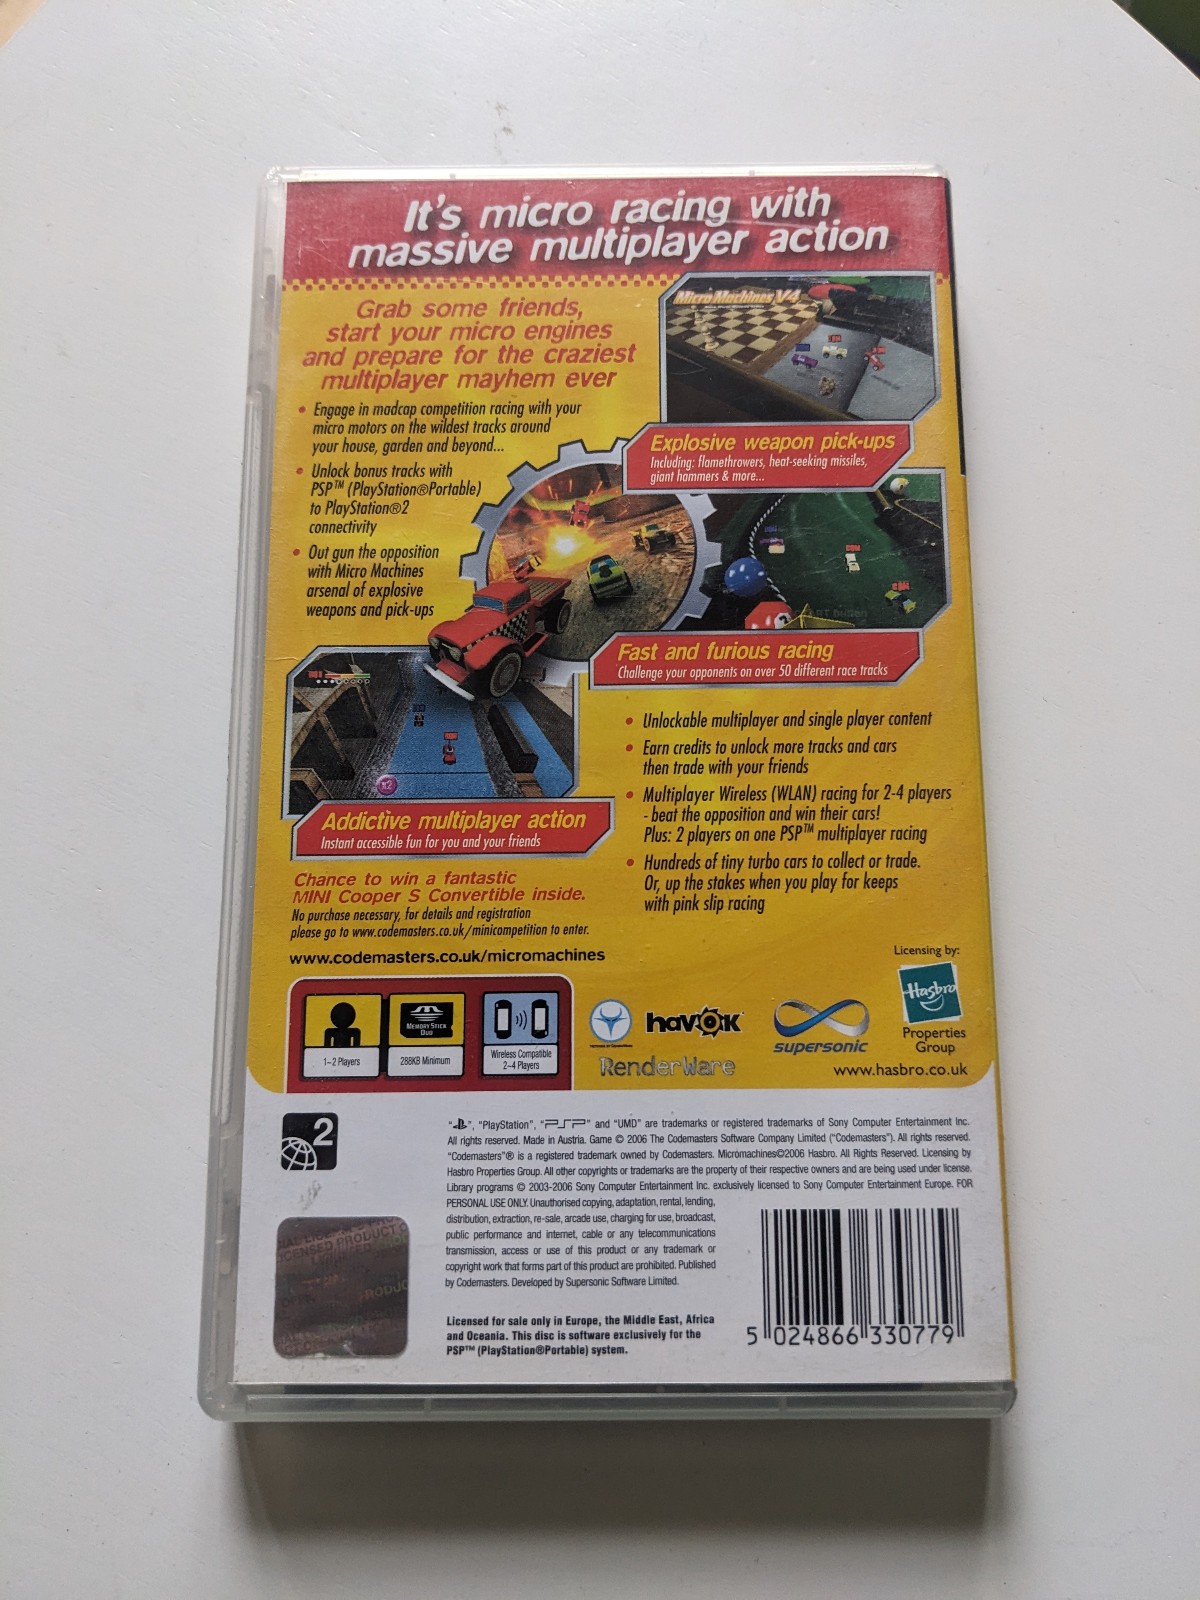 It's micro racing with
massive multiplayer action
Grab some friends,
start your micro engines
and prepare for the craziest
multiplayer mayhem ever
• Engage in madcap competition racing with your
micro motors on the wildest tracks around
your house, garden and beyond...
• Unlock bonus tracks with
PSP™ (PlayStation®Portable)
to PlayStation®2
connectivity
• Out gun the opposition
with Micro Machines
arsenal of explosive
weapons and pick-ups
Micro Machines V4
Explosive weapon pick-ups
Including: flamethrowers, heat-seeking missiles,
giant hammers & more...
Fast and furious racing
Challenge your opponents on over 50 different race tracks
x2
Addictive multiplayer action
Instant accessible fun for you and your friends
• Unlockable multiplayer and single player content
• Earn credits to unlock more tracks and cars
then trade with your friends
• Multiplayer Wireless (WLAN) racing for 2-4 players
- beat the opposition and win their cars!
Plus: 2 players on one PSP™ multiplayer racing
• Hundreds of tiny turbo cars to collect or trade.
Or, up the stakes when you play for keeps
with pink slip racing
Chance to win a fantastic
MINI Cooper S Convertible inside.
No purchase necessary, for details and registration
please go to www.codemasters.co.uk/minicompetition to enter.
www.codemasters.co.uk/micromachines
1-2 Players
MEMORY STICK
DUO
288KB Minimum
Wireless Compatible
2-4 Players
havok
RenderWare
supersonic
Licensing by:
Hasbro
Properties
Group
www.hasbro.co.uk
2
"PlayStation", "PSP" and "UMD" are trademarks or registered trademarks of Sony Computer Entertainment Inc.
All rights reserved. Made in Austria. Game © 2006 The Codemasters Software Company Limited ("Codemasters"). All rights reserved.
"Codemasters"® is a registered trademark owned by Codemasters. Micromachines©2006 Hasbro. All Rights Reserved. Licensing by
Hasbro Properties Group. All other copyrights or trademarks are the property of their respective owners and are being used under license.
Library programs © 2003-2006 Sony Computer Entertainment Inc. exclusively licensed to Sony Computer Entertainment Europe. FOR
PERSONAL USE ONLY. Unauthorised copying, adaptation, rental, lending,
distribution, extraction, re-sale, arcade use, charging for use, broadcast,
public performance and internet, cable or any telecommunications
transmission, access or use of this product or any trademark or
copyright work that forms part of this product are prohibited. Published
by Codemasters. Developed by Supersonic Software Limited.
Licensed for sale only in Europe, the Middle East, Africa
and Oceania. This disc is software exclusively for the
PSP™ (PlayStation®Portable) system.
5 024866 330779